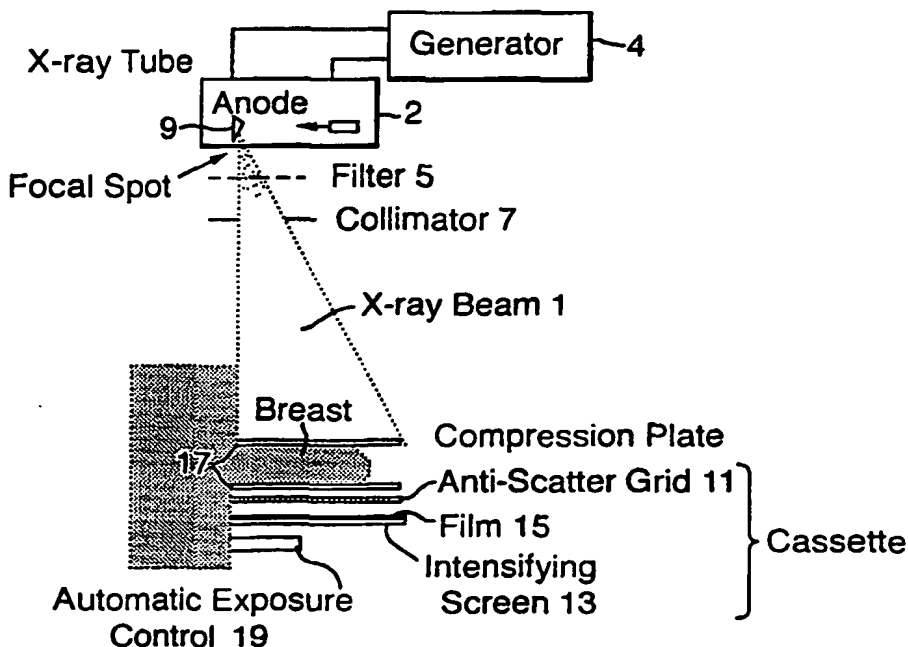 Generator
4
X-ray Tube
Anode
2
9
Focal Spot
Filter 5
Collimator 7
X-ray Beam 1
Breast
Compression Plate
17
Anti-Scatter Grid 11
Film 15
Cassette
Intensifying
Screen 13
Automatic Exposure
Control 19